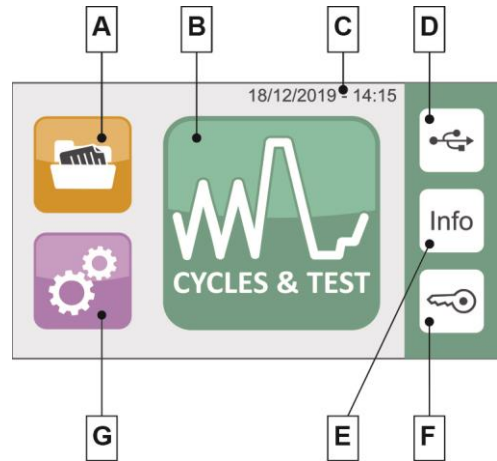 A B C D
18/12/2019 - 14:15
Info
CYCLES & TEST
G E F